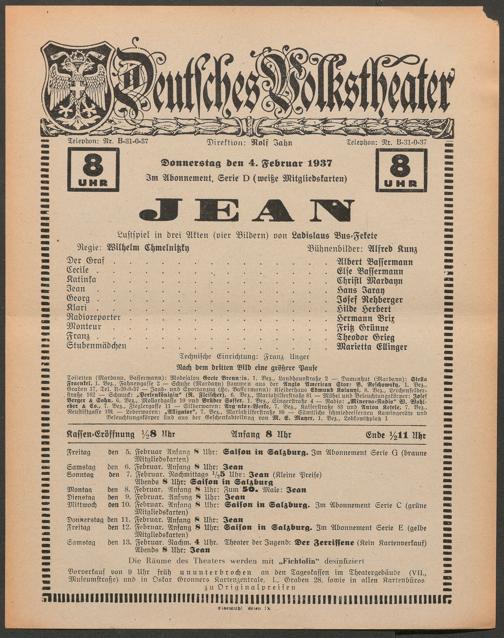 Deutsches Volkstheater
Telephon: Nr. B-31-0-37 Direktion: Rolf Jahn Telephon: Nr. B-31-0-37
8 UHR Donnerstag den 4. Februar 1937 8 UHR
Im Abonnement, Serie D (weiße Mitgliedskarten)
JEAN
Lustspiel in drei Akten (vier Bildern) von Ladislaus Bus-Fekete
Regie: Wilhelm Chmelnitzky Bühnenbilder: Alfred Kunz
Der Graf Albert Bassermann
Cecile Else Bassermann
Katinka Christl Mardayn
Jean Hans Jaray
Georg Josef Rehberger
Klari Hilde Herbert
Radioreporter Hermann Brix
Monteur Fritz Grünne
Franz Theodor Grieg
Stubenmädchen Marietta Ellinger
Technische Einrichtung: Franz Unger
Nach dem dritten Bild eine größere Pause
Kassen-Eröffnung ½8 Uhr Anfang 8 Uhr Ende ½11 Uhr
Freitag den 5. Februar Anfang 8 Uhr: Saison in Salzburg. Im Abonnement Serie G (braune
Mitgliedskarten)
Samstag den 6. Februar. Anfang 8 Uhr: Jean
Sonntag den 7. Februar. Nachmittags ½5 Uhr: Jean (Kleine Preise)
Abends 8 Uhr: Saison in Salzburg
Montag den 8. Februar. Anfang 8 Uhr: Zum 50. Male: Jean
Dienstag den 9. Februar. Anfang 8 Uhr: Jean
Mittwoch den 10. Februar. Anfang 8 Uhr: Saison in Salzburg. Im Abonnement Serie C (grüne
Mitgliedskarten)
Donnerstag den 11. Februar. Anfang 8 Uhr: Jean
Freitag den 12. Februar. Anfang 8 Uhr: Saison in Salzburg. Im Abonnement Serie E (gelbe
Mitgliedskarten)
Samstag den 13. Februar. Nachm. 4 Uhr: Theater der Jugend: Der Zerrissene (Kein Kartenverkauf)
Abends 8 Uhr: Jean
Die Räume des Theaters werden mit „Fichtolin" desinfiziert
Vorverkauf von 9 Uhr früh ununterbrochen an den Tageskassen im Theatergebäude (VII.,
Museumstraße) und in Oskar Gronners Kartenzentrale, I., Graben 28, sowie in allen Kartenbüros
zu Originalpreisen